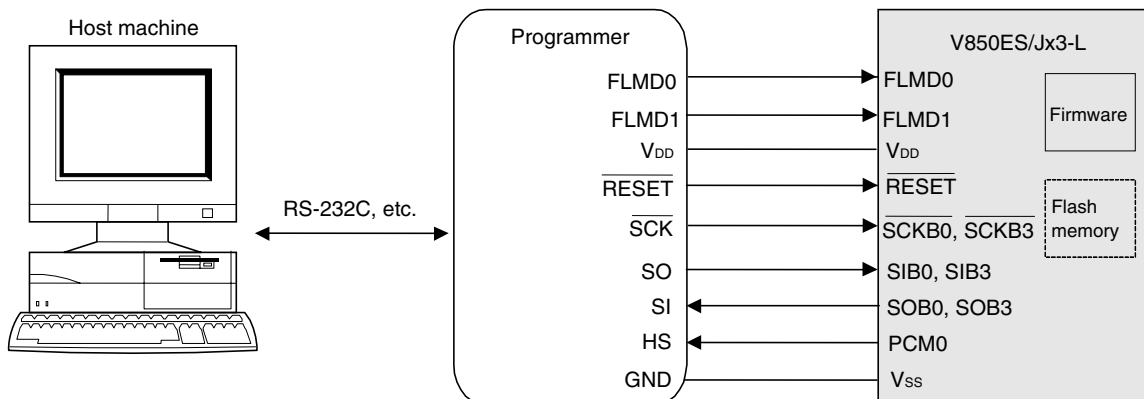 Host machine
RS-232C, etc.
Programmer
FLMD0
FLMD1
VDD
RESET
SCK
SO
SI
HS
GND
V850ES/Jx3-L
FLMD0
FLMD1
VDD
RESET
SCKB0, SCKB3
SIB0, SIB3
SOB0, SOB3
PCM0
VSS
Firmware
Flash
memory